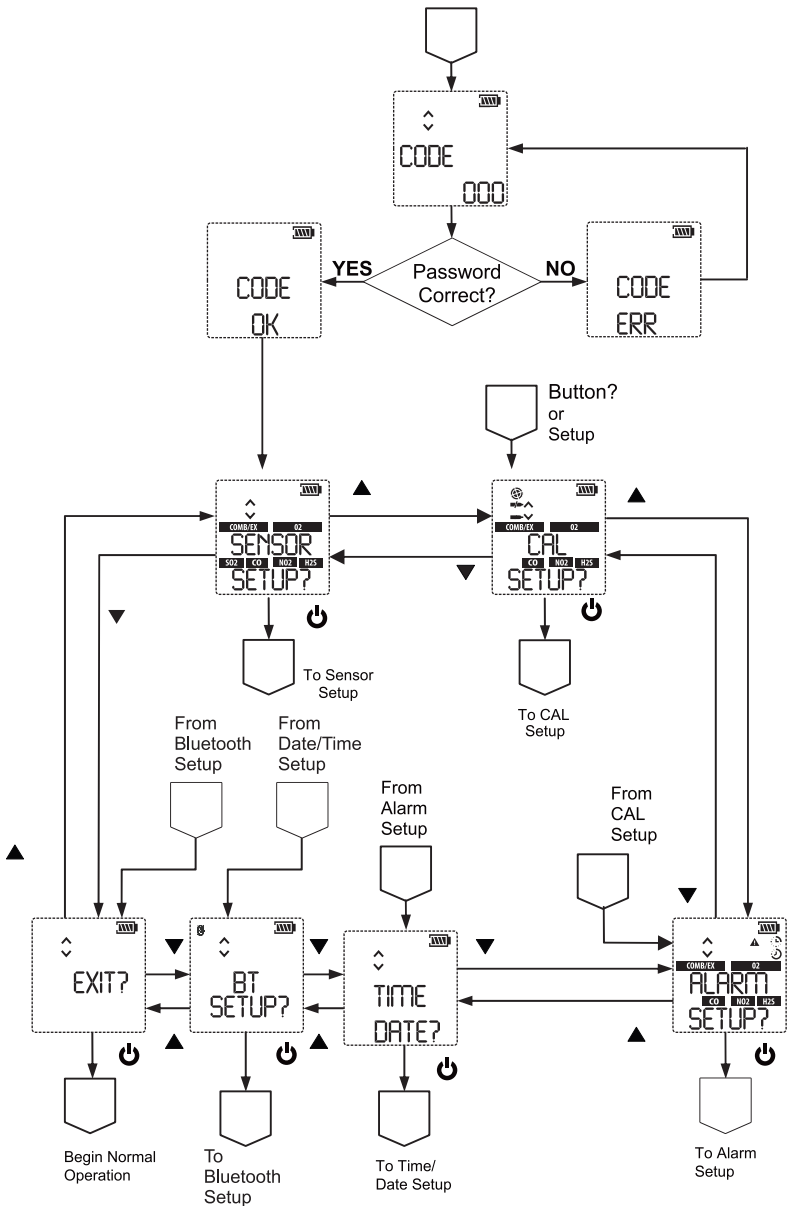 CODE
000
YES
Password
Correct?
NO
CODE
OK
CODE
ERR
Button?
or
Setup
COMB/EX O2
SENSOR
SO2 CO NO2 H2S
SETUP?
COMB/EX O2
CAL
CO NO2 H2S
SETUP?
To Sensor
Setup
To CAL
Setup
From
Bluetooth
Setup
From
Date/Time
Setup
From
Alarm
Setup
From
CAL
Setup
EXIT?
BT
SETUP?
TIME
DATE?
COMB/EX O2
ALARM
CO NO2 H2S
SETUP?
Begin Normal
Operation
To
Bluetooth
Setup
To Time/
Date Setup
To Alarm
Setup